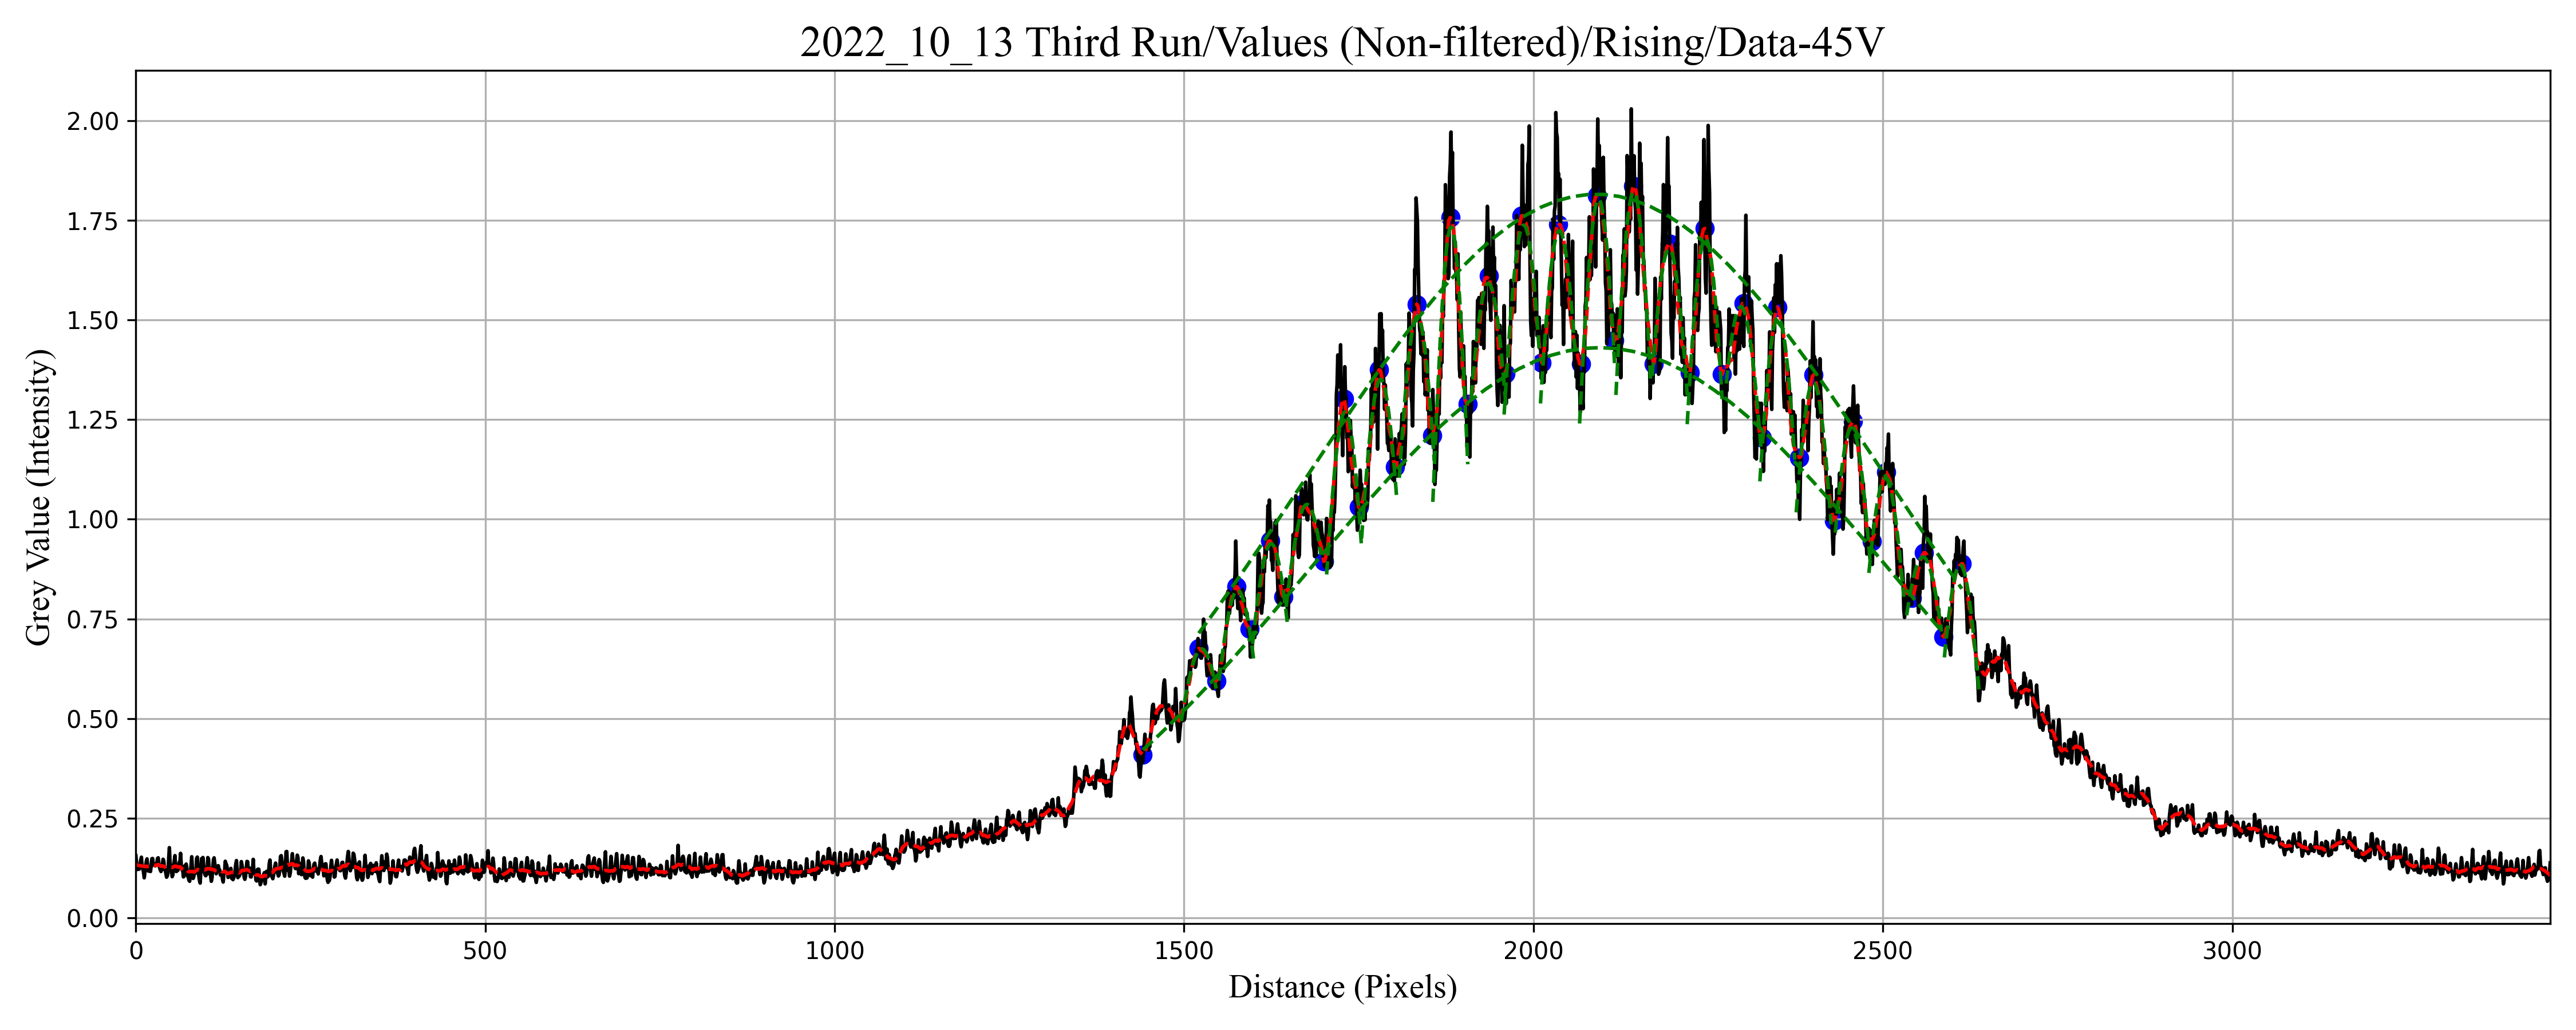 2022_10_13 Third Run/Values (Non-filtered)/Rising/Data-45V
Grey Value (Intensity)
2.00
1.75
1.50
1.25
1.00
0.75
0.50
0.25
0.00
0 500 1000 1500 2000 2500 3000
Distance (Pixels)